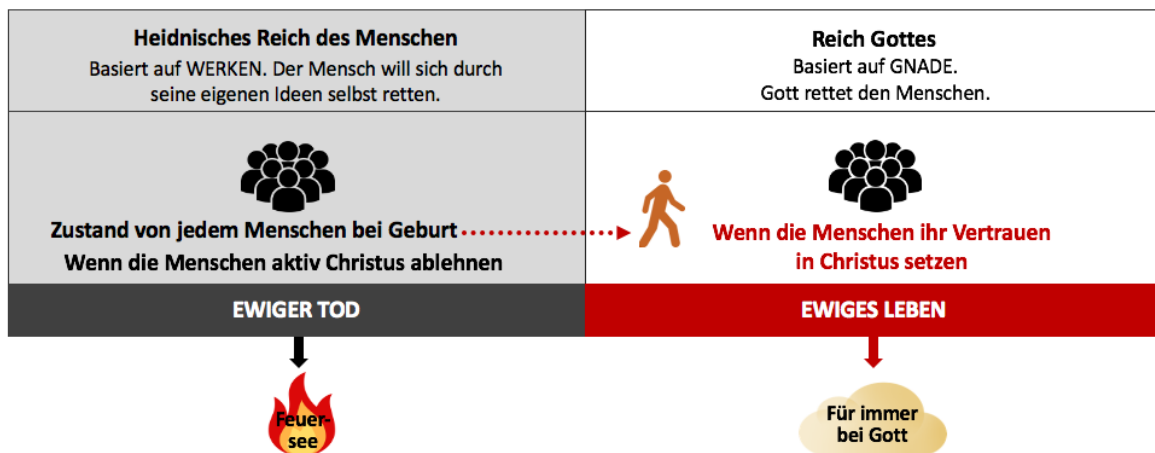 Heidnisches Reich des Menschen
Basiert auf WERKEN. Der Mensch will sich durch
seine eigenen Ideen selbst retten.
Reich Gottes
Basiert auf GNADE.
Gott rettet den Menschen.
Zustand von jedem Menschen bei Geburt
Wenn die Menschen aktiv Christus ablehnen
Wenn die Menschen ihr Vertrauen
in Christus setzen
EWIGER TOD
EWIGES LEBEN
Feuer-
see
Für immer
bei Gott